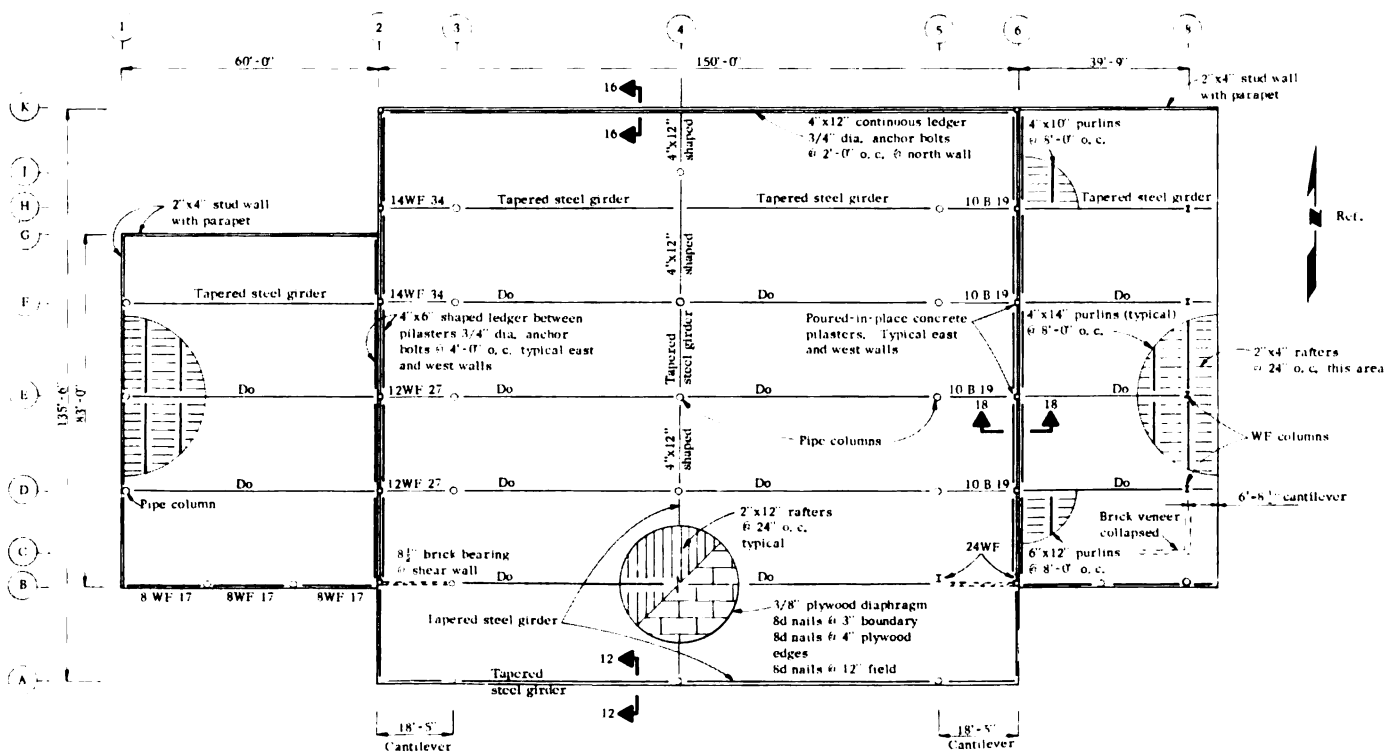 1
2
3
4
5
6
8
60'-0"
150'-0"
39'-9"
2"x4" stud wall
with parapet
K
I
H
G
F
E
D
C
B
A
135'-6"
83'-0"
16
16
4"x12"
shaped
4"x12" continuous ledger
3/4" dia. anchor bolts
@ 2'-0" o. c. @ north wall
4"x10" purlins
@ 8'-0" o. c.
2"x4" stud wall
with parapet
14WF 34
Tapered steel girder
Tapered steel girder
10 B 19
Tapered steel girder
Ref.
4"x12"
shaped
Tapered steel girder
14WF 34
Do
Do
10 B 19
Do
4"x6" shaped ledger between
pilasters 3/4" dia. anchor
bolts @ 4'-0" o. c. typical east
and west walls
Tapered
steel girder
Poured-in-place concrete
pilasters. Typical east
and west walls
4"x14" purlins (typical)
@ 8'-0" o. c.
2"x4" rafters
@ 24" o. c. this area
Do
12WF 27
Do
Do
10 B 19
Do
18
18
4"x12"
shaped
Pipe columns
WF columns
Do
12WF 27
Do
Do
10 B 19
Do
Pipe column
6'-8
cantilever
2"x12" rafters
@ 24" o. c.
typical
Brick veneer
collapsed
8½" brick bearing
@ shear wall
24WF
6"x12" purlins
@ 8'-0" o. c.
Do
Do
8 WF 17
8WF 17
8WF 17
Tapered steel girder
3/8" plywood diaphragm
8d nails @ 3" boundary
8d nails @ 4" plywood
edges
8d nails @ 12" field
12
12
Tapered
steel girder
18'-5"
Cantilever
18'-5"
Cantilever